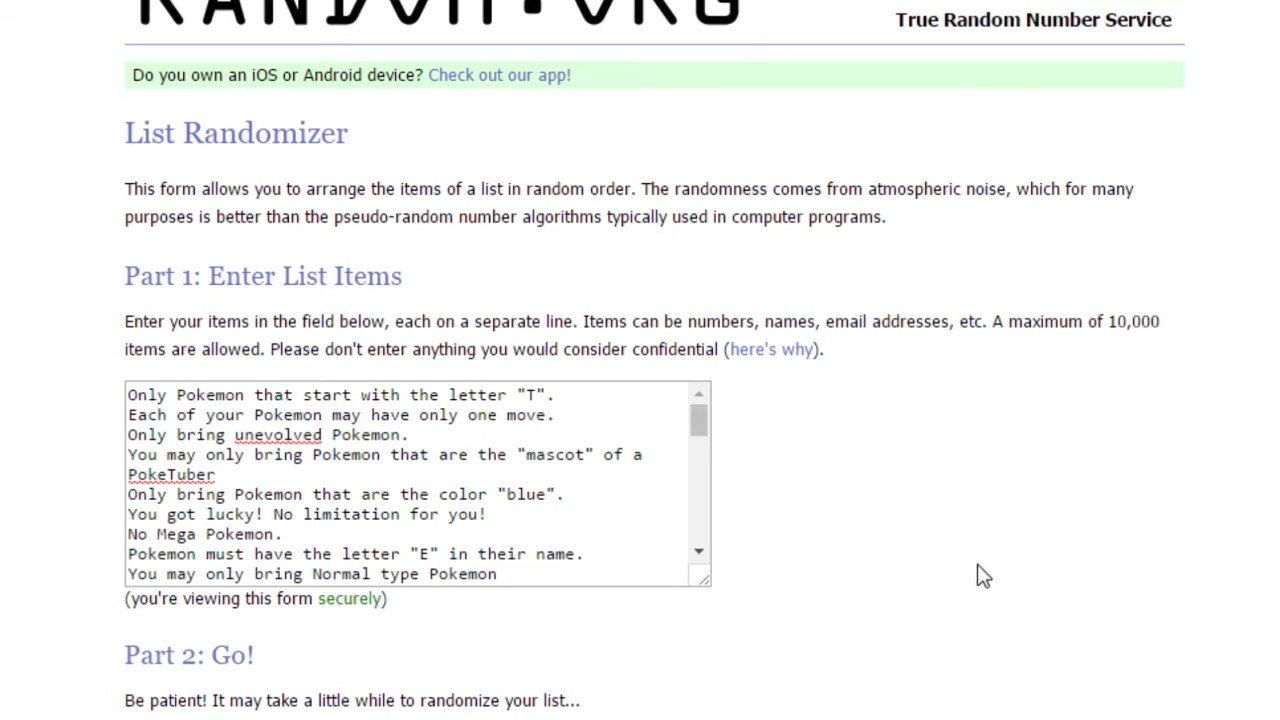 RANDOM.ORG
True Random Number Service
Do you own an iOS or Android device? Check out our app!
List Randomizer
This form allows you to arrange the items of a list in random order. The randomness comes from atmospheric noise, which for many
purposes is better than the pseudo-random number algorithms typically used in computer programs.
Part 1: Enter List Items
Enter your items in the field below, each on a separate line. Items can be numbers, names, email addresses, etc. A maximum of 10,000
items are allowed. Please don't enter anything you would consider confidential (here's why).
Only Pokemon that start with the letter "T".
Each of your Pokemon may have only one move.
Only bring unevolved Pokemon.
You may only bring Pokemon that are the "mascot" of a
PokeTuber
Only bring Pokemon that are the color "blue".
You got lucky! No limitation for you!
No Mega Pokemon.
Pokemon must have the letter "E" in their name.
You may only bring Normal type Pokemon
(you're viewing this form securely)
Part 2: Go!
Be patient! It may take a little while to randomize your list...